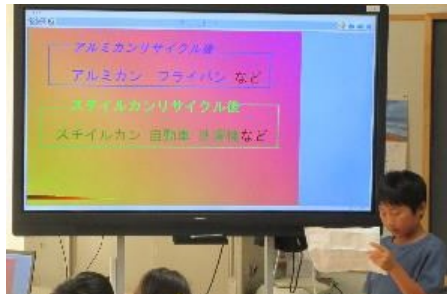 アルミカンリサイクル後
アルミカン フライパン など
スチイルカンリサイクル後
スチイルカン 自動車 洗濯機など